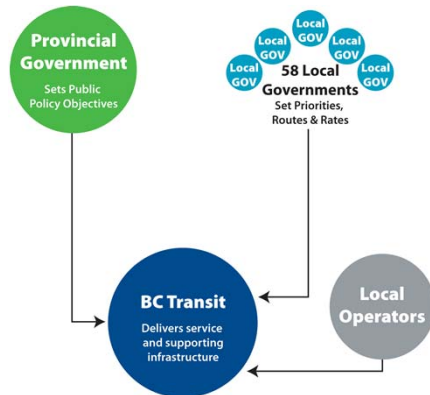 Provincial
Government
Sets Public
Policy Objectives
Local
GOV
Local
GOV
Local
GOV
Local
GOV
Local
GOV
58 Local
Governments
Set Priorities,
Routes & Rates
BC Transit
Delivers service
and supporting
infrastructure
Local
Operators